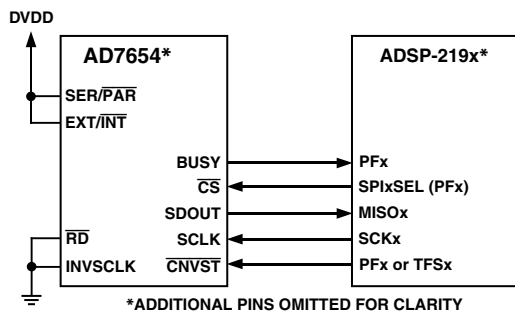 DVDD
AD7654*
ADSP-219x*
SER/PAR
EXT/INT
BUSY
PFx
CS
SPIxSEL (PFx)
SDOUT
MISOx
RD
SCLK
SCKx
INVSCLK
CNVST
PFx or TFSx
*ADDITIONAL PINS OMITTED FOR CLARITY